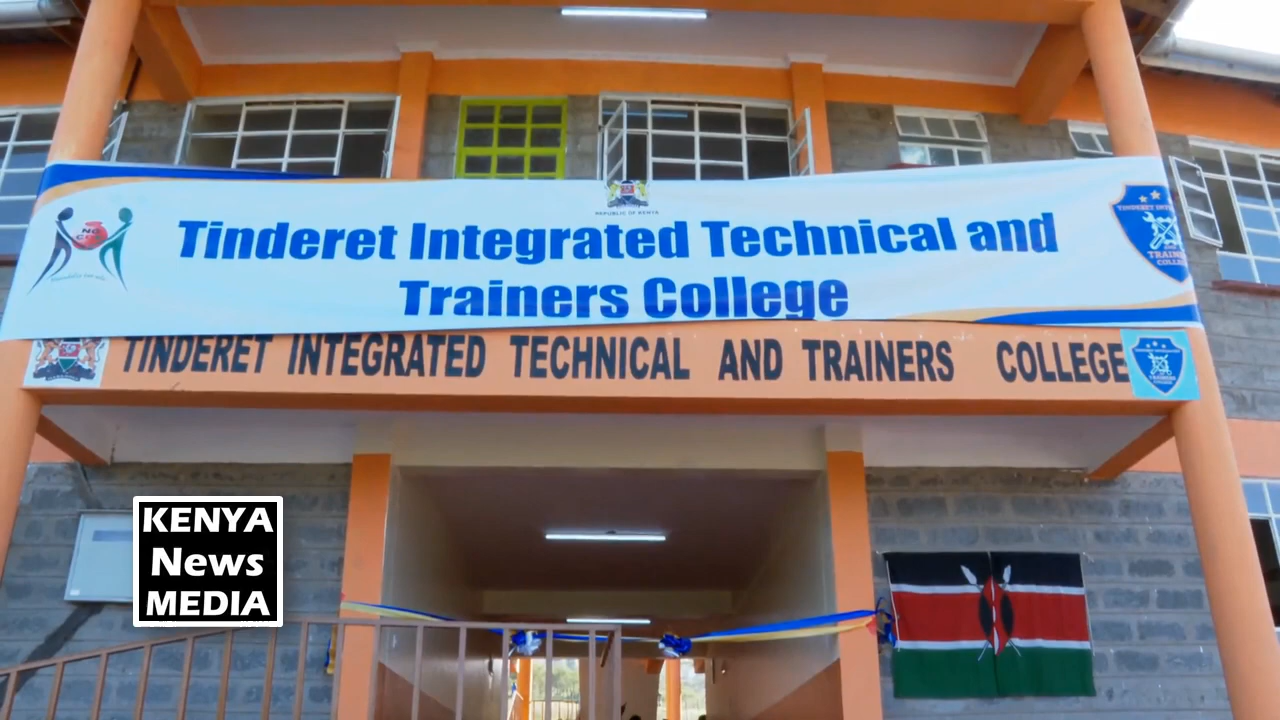 REPUBLIC OF KENYA
Tinderet Integrated Technical and
Trainers College
TINDERET INTEGRATED TECHNICAL AND TRAINERS COLLEGE
KENYA
News
MEDIA